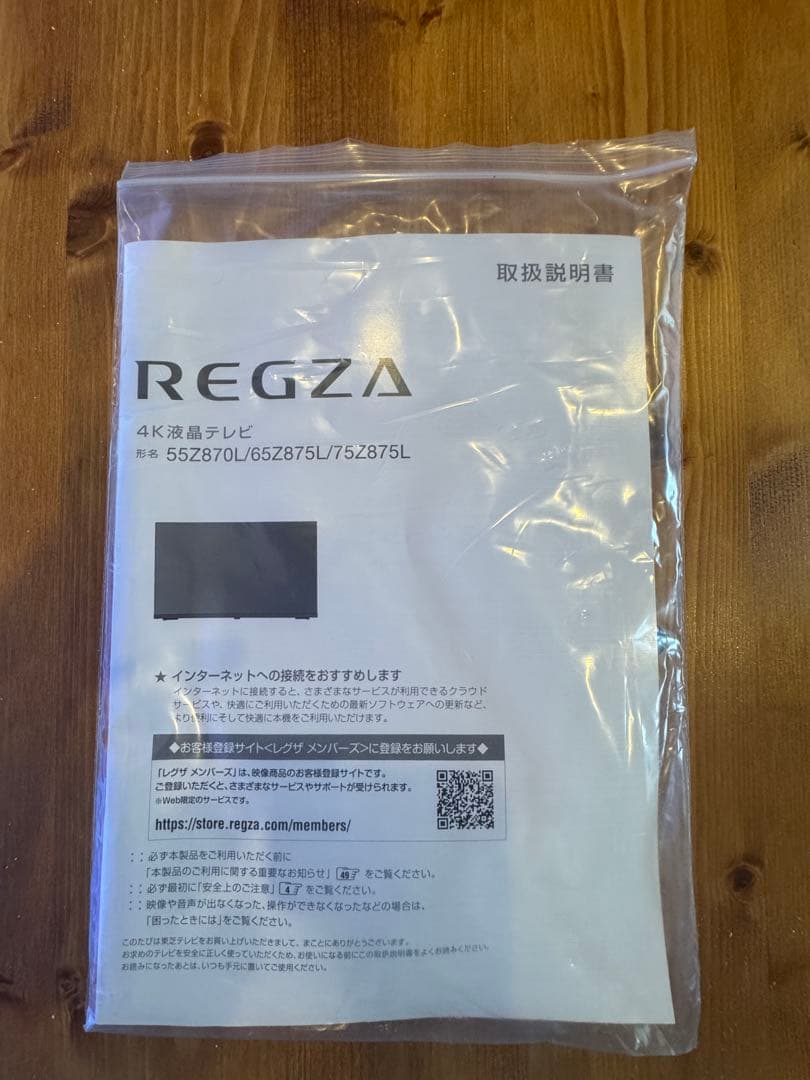 取扱説明書
REGZA
4K液晶テレビ
形名 55Z870L/65Z875L/75Z875L
★ インターネットへの接続をおすすめします
インターネットに接続すると、さまざまなサービスが利用できるクラウド
サービスや、快適にご利用いただくための最新ソフトウェアへの更新など、
より便利にそして快適に本機をご利用いただけます。
◆お客様登録サイト<レグザ メンバーズ>に登録をお願いします◆
「レグザ メンバーズ」は、映像商品のお客様登録サイトです。
ご登録いただくと、さまざまなサービスやサポートが受けられます。
※Web限定のサービスです。
https://store.regza.com/members/
：：必ず本製品をご利用いただく前に
「本製品のご利用に関する重要なお知らせ」49 をご覧ください。
：：必ず最初に「安全上のご注意」4 をご覧ください。
：：映像や音声が出なくなった、操作ができなくなったなどの場合は、
「困ったときには」をご覧ください。
このたびは東芝テレビをお買い上げいただきまして、まことにありがとうございます。
お求めのテレビを安全に正しく使っていただくため、お使いになる前にこの取扱説明書をよくお読みください。
お読みになったあとは、いつも手元に置いてご使用ください。